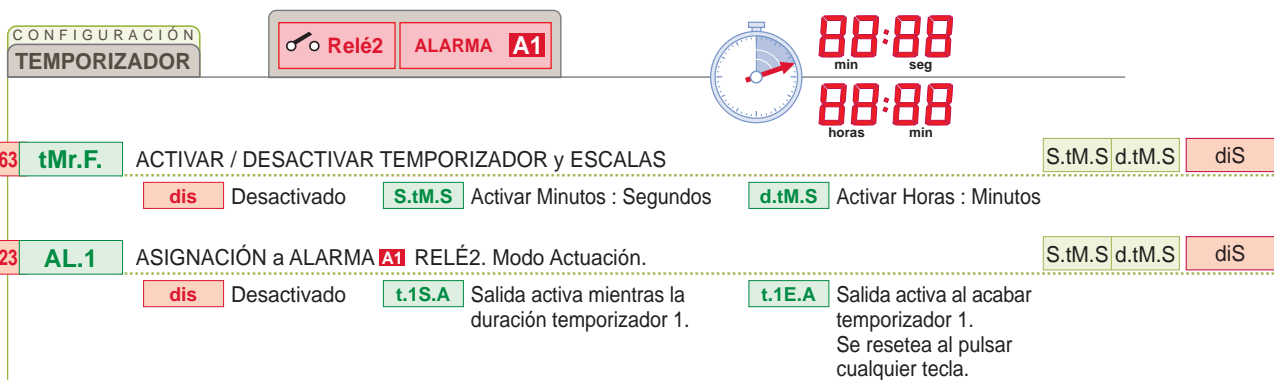 CONFIGURACIÓN
TEMPORIZADOR
Relé2
ALARMA A1
88:88
min seg
88:88
horas min
63 tMr.F. ACTIVAR / DESACTIVAR TEMPORIZADOR y ESCALAS S.tM.S d.tM.S diS
dis Desactivado S.tM.S Activar Minutos : Segundos d.tM.S Activar Horas : Minutos
23 AL.1 ASIGNACIÓN a ALARMA A1 RELÉ2. Modo Actuación. S.tM.S d.tM.S diS
dis Desactivado t.1S.A Salida activa mientras la
duración temporizador 1.
t.1E.A Salida activa al acabar
temporizador 1.
Se resetea al pulsar
cualquier tecla.